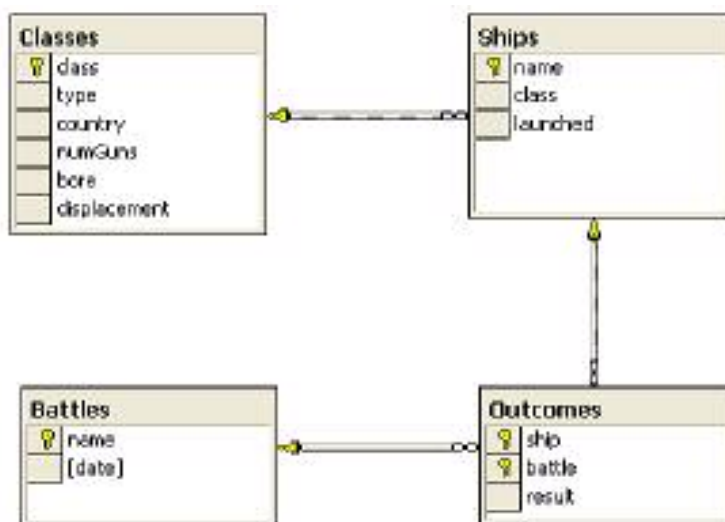 Classes
class
type
country
numGuns
bore
displacement
Ships
name
class
launched
Battles
name
[date]
Outcomes
ship
battle
result